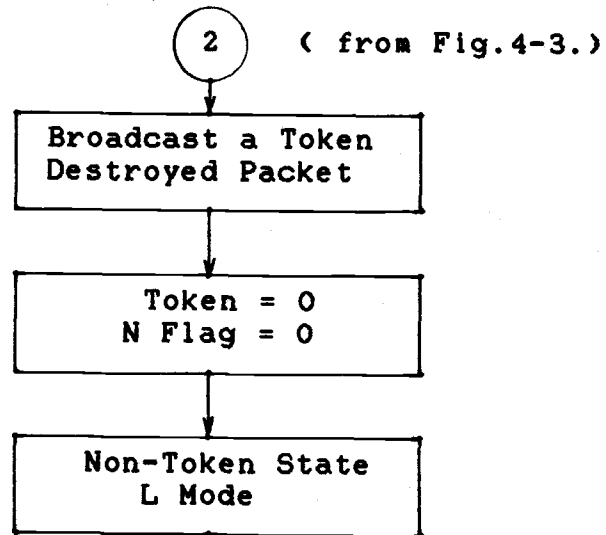 2 ( from Fig.4-3.)
Broadcast a Token
Destroyed Packet
Token = 0
N Flag = 0
Non-Token State
L Mode